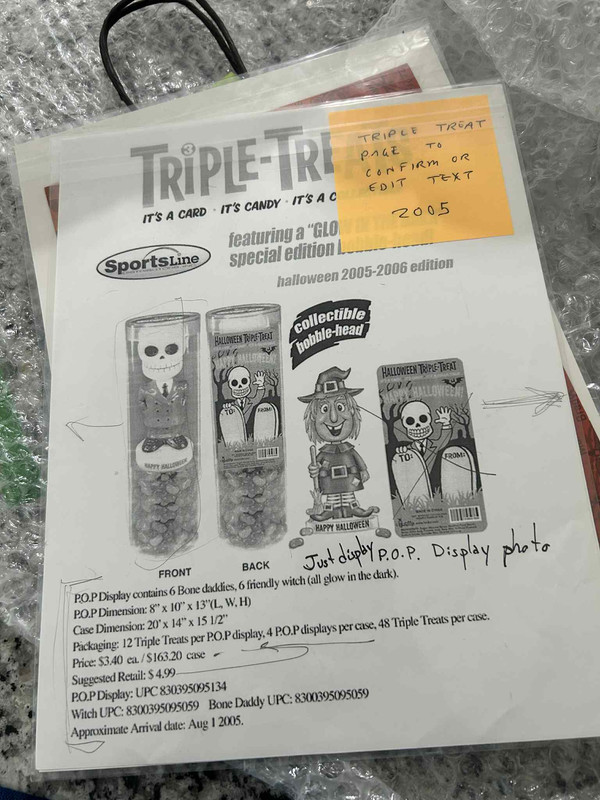 TRIPLE-TRE
IT'S A CARD · IT'S CANDY · IT'S A
TRIPLE TREAT
PAGE TO
CONFIRM OR
EDIT TEXT
2005
SportsLine
featuring a "GLO
special edition
halloween 2005-2006 edition
collectible
bobble-head
HALLOWEEN TRIPLE-TREAT
HAPPY HALLOWEEN!
TO:
FROM:
HAPPY HALLOWEEN
HALLOWEEN TRIPLE-TREAT
HAPPY HALLOWEEN!
TO:
FROM:
HAPPY HALLOWEEN
FRONT
BACK
Just display P.O.P. Display photo
P.O.P Display contains 6 Bone daddies, 6 friendly witch (all glow in the dark).
P.O.P Dimension: 8" x 10" x 13"(L, W, H)
Case Dimension: 20' x 14" x 15 1/2"
Packaging: 12 Triple Treats per P.O.P display, 4 P.O.P displays per case, 48 Triple Treats per case.
Price: $3.40 ea. / $163.20 case
Suggested Retail: $ 4.99
P.O.P Display: UPC 830395095134
Witch UPC: 8300395095059 Bone Daddy UPC: 8300395095059
Approximate Arrival date: Aug 1 2005.